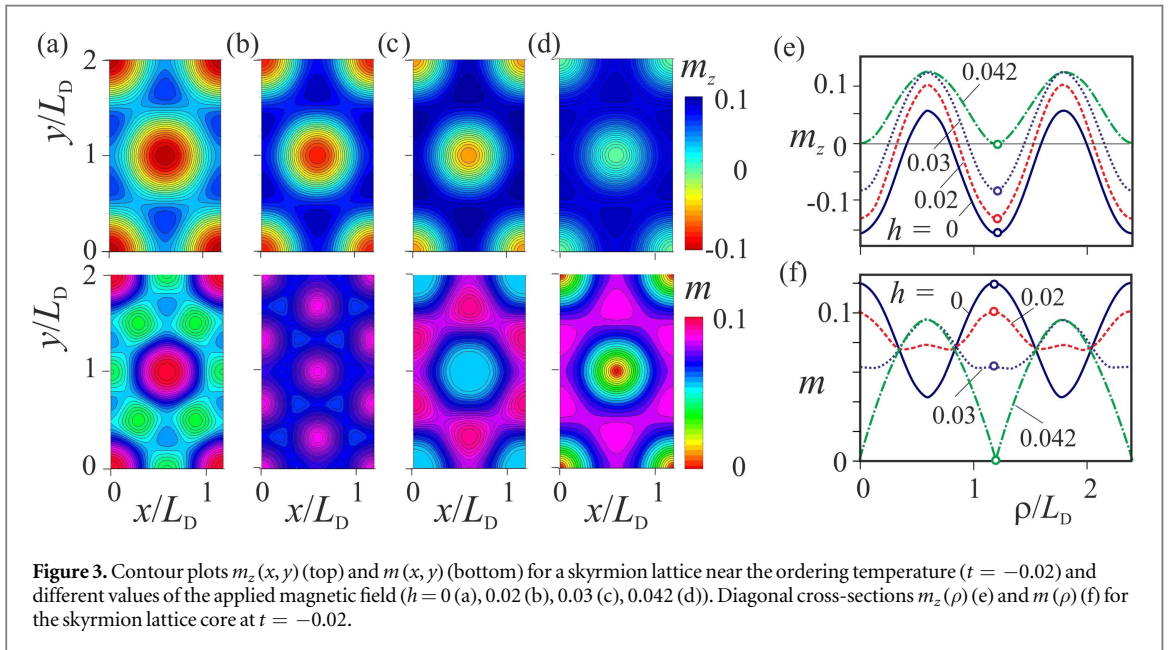 (a)
(b)
(c)
(d)
y/L_D
2
1
0
m_z
0.1
0
-0.1
y/L_D
2
1
0
m
0.1
0
0
1
0
1
0
1
0
1
x/L_D
x/L_D
x/L_D
x/L_D
(e)
m_z
0.1
0
-0.1
0.042
0.03
0.02
h = 0
(f)
m
0.1
0
h = 0
0.02
0.03
0.042
0
1
2
ρ/L_D
Figure 3. Contour plots m_z (x, y) (top) and m (x, y) (bottom) for a skyrmion lattice near the ordering temperature (t = −0.02) and
different values of the applied magnetic field (h = 0 (a), 0.02 (b), 0.03 (c), 0.042 (d)). Diagonal cross-sections m_z (ρ) (e) and m (ρ) (f) for
the skyrmion lattice core at t = −0.02.